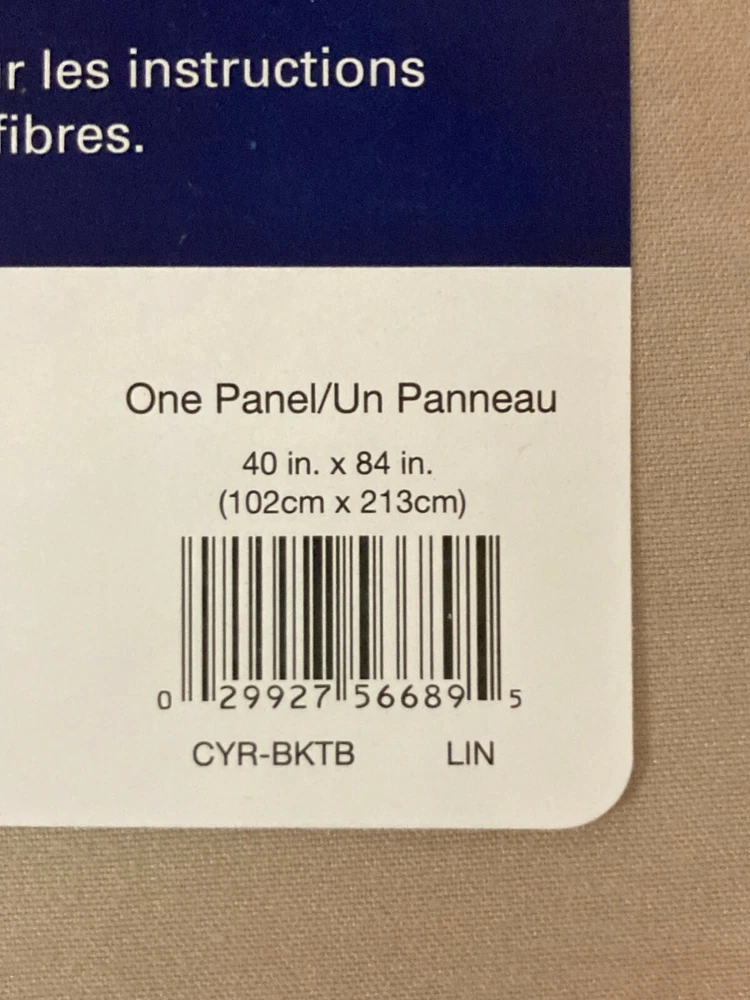 les instructions
fibres.
One Panel/Un Panneau
40 in. x 84 in.
(102cm x 213cm)
0 29927 56689 5
CYR-BKTB LIN